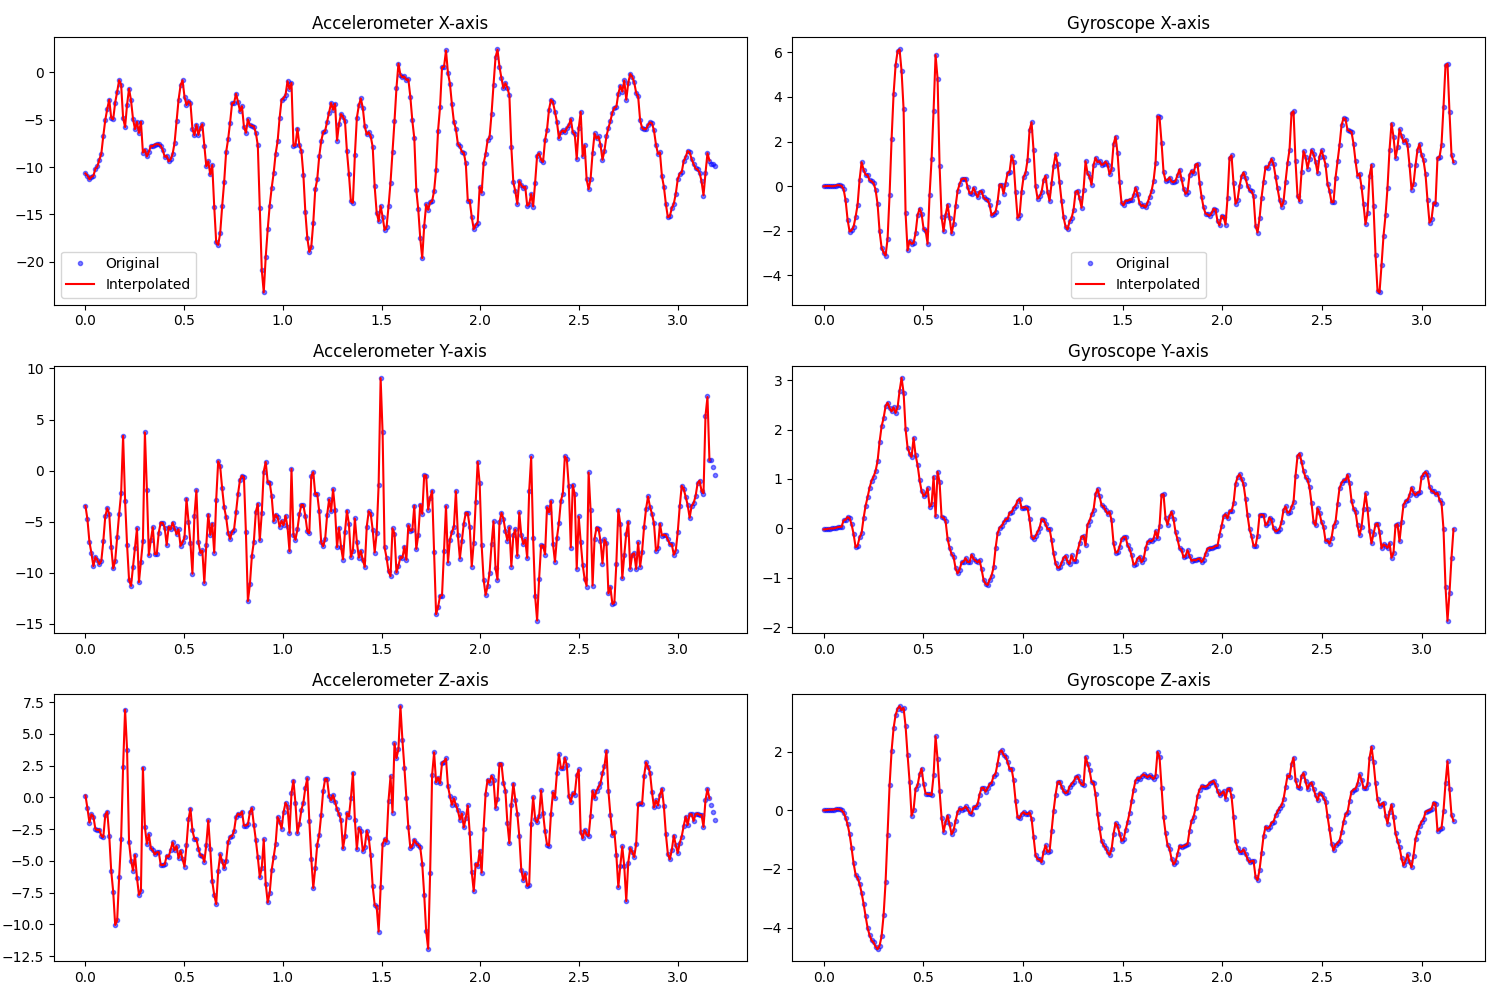 Accelerometer X-axis
0
−5
−10
−15
−20
Original
Interpolated
0.0 0.5 1.0 1.5 2.0 2.5 3.0
Gyroscope X-axis
6
4
2
0
−2
−4
Original
Interpolated
0.0 0.5 1.0 1.5 2.0 2.5 3.0
Accelerometer Y-axis
10
5
0
−5
−10
−15
0.0 0.5 1.0 1.5 2.0 2.5 3.0
Gyroscope Y-axis
3
2
1
0
−1
−2
0.0 0.5 1.0 1.5 2.0 2.5 3.0
Accelerometer Z-axis
7.5
5.0
2.5
0.0
−2.5
−5.0
−7.5
−10.0
−12.5
0.0 0.5 1.0 1.5 2.0 2.5 3.0
Gyroscope Z-axis
2
0
−2
−4
0.0 0.5 1.0 1.5 2.0 2.5 3.0